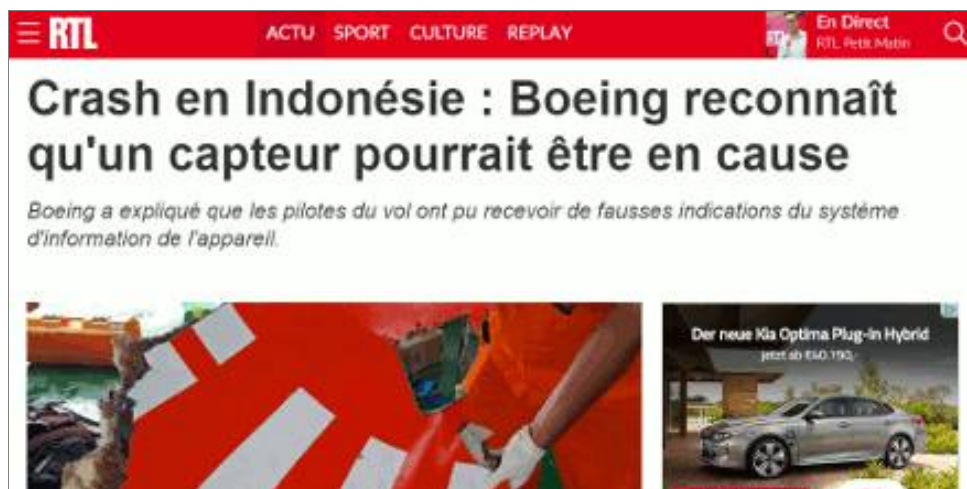 RTL
ACTU SPORT CULTURE REPLAY
En Direct
RTL Petit Matin
Crash en Indonésie : Boeing reconnaît
qu'un capteur pourrait être en cause
Boeing a expliqué que les pilotes du vol ont pu recevoir de fausses indications du système
d'information de l'appareil.
Der neue Kia Optima Plug-in Hybrid
jetzt ab €40.190,-